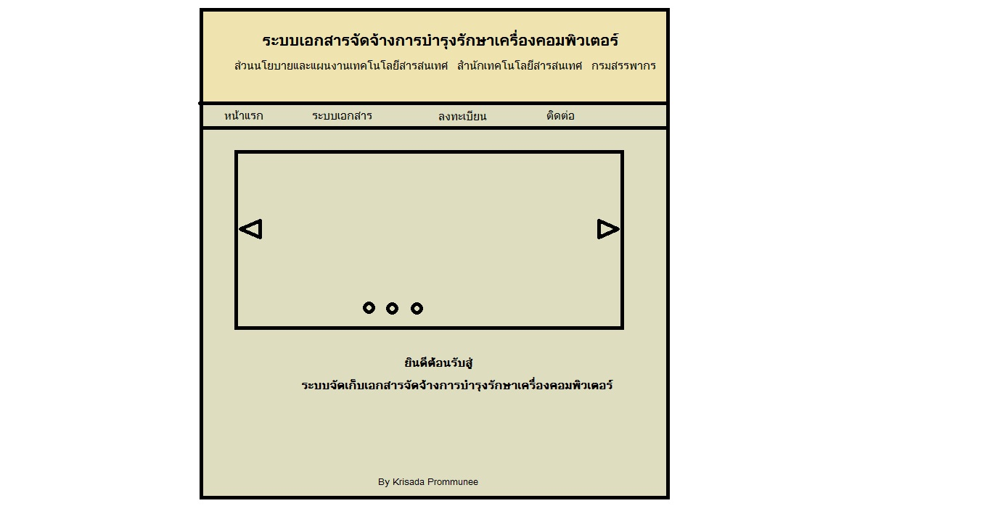 ระบบเอกสารจัดจ้างการบำรุงรักษาเครื่องคอมพิวเตอร์
ส่วนนโยบายและแผนงานเทคโนโลยีสารสนเทศ สำนักเทคโนโลยีสารสนเทศ กรมสรรพากร
หน้าแรก ระบบเอกสาร ลงทะเบียน ติดต่อ
ยินดีต้อนรับสู่
ระบบจัดเก็บเอกสารจัดจ้างการบำรุงรักษาเครื่องคอมพิวเตอร์
By Krisada Prommunee